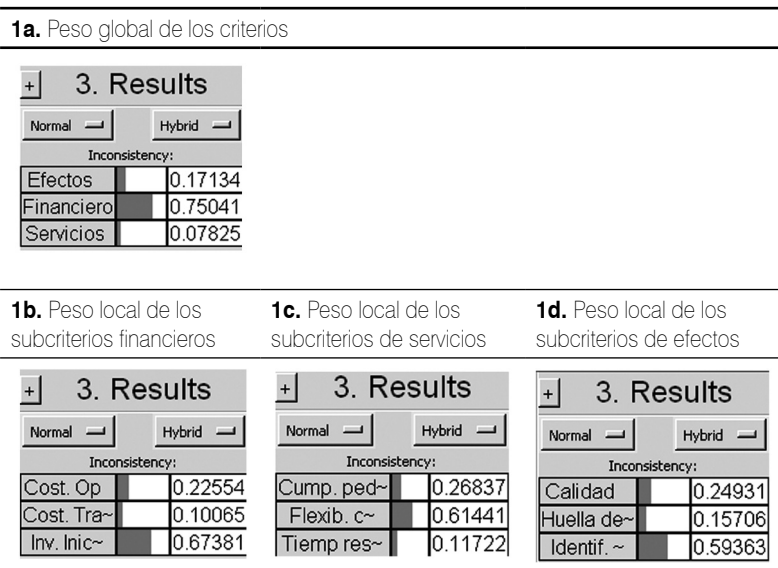 1a. Peso global de los criterios
+ 3. Results
Normal Hybrid
Inconsistency:
Efectos 0.17134
Financiero 0.75041
Servicios 0.07825
1b. Peso local de los
subcriterios financieros
+ 3. Results
Normal Hybrid
Inconsistency:
Cost. Op 0.22554
Cost. Tra~ 0.10065
Inv. Inic~ 0.67381
1c. Peso local de los
subcriterios de servicios
+ 3. Results
Normal Hybrid
Inconsistency:
Cump. ped~ 0.26837
Flexib. c~ 0.61441
Tiemp res~ 0.11722
1d. Peso local de los
subcriterios de efectos
+ 3. Results
Normal Hybrid
Inconsistency:
Calidad 0.24931
Huella de~ 0.15706
Identif. ~ 0.59363